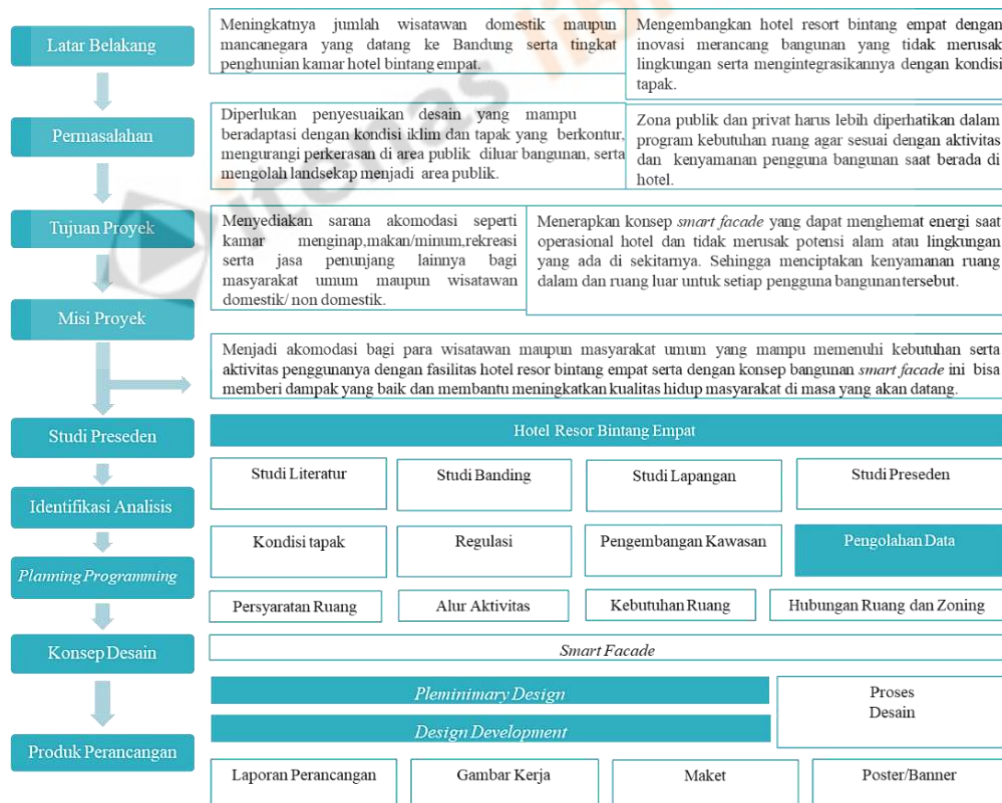 Latar Belakang
Meningkatnya jumlah wisatawan domestik maupun
mancanegara yang datang ke Bandung serta tingkat
penghunian kamar hotel bintang empat.
Mengembangkan hotel resort bintang empat dengan
inovasi merancang bangunan yang tidak merusak
lingkungan serta mengintegrasikannya dengan kondisi
tapak.
Permasalahan
Diperlukan penyesuaikan desain yang mampu
beradaptasi dengan kondisi iklim dan tapak yang berkontur,
mengurangi perkerasan di area publik diluar bangunan, serta
mengolah landsekap menjadi area publik.
Zona publik dan privat harus lebih diperhatikan dalam
program kebutuhan ruang agar sesuai dengan aktivitas
dan kenyamanan pengguna bangunan saat berada di
hotel.
Tujuan Proyek
Menyediakan sarana akomodasi seperti
kamar menginap,makan/minum,rekreasi
serta jasa penunjang lainnya bagi
masyarakat umum maupun wisatawan
domestik/ non domestik.
Menerapkan konsep smart facade yang dapat menghemat energi saat
operasional hotel dan tidak merusak potensi alam atau lingkungan
yang ada di sekitarnya. Sehingga menciptakan kenyamanan ruang
dalam dan ruang luar untuk setiap pengguna bangunan tersebut.
Misi Proyek
Menjadi akomodasi bagi para wisatawan maupun masyarakat umum yang mampu memenuhi kebutuhan serta
aktivitas penggunanya dengan fasilitas hotel resor bintang empat serta dengan konsep bangunan smart facade ini bisa
memberi dampak yang baik dan membantu meningkatkan kualitas hidup masyarakat di masa yang akan datang.
Studi Preseden
Hotel Resor Bintang Empat
Studi Literatur
Studi Banding
Studi Lapangan
Studi Preseden
Identifikasi Analisis
Kondisi tapak
Regulasi
Pengembangan Kawasan
Pengolahan Data
Planning Programming
Persyaratan Ruang
Alur Aktivitas
Kebutuhan Ruang
Hubungan Ruang dan Zoning
Konsep Desain
Smart Facade
Pleminimary Design
Proses
Desain
Design Development
Produk Perancangan
Laporan Perancangan
Gambar Kerja
Maket
Poster/Banner
itenas